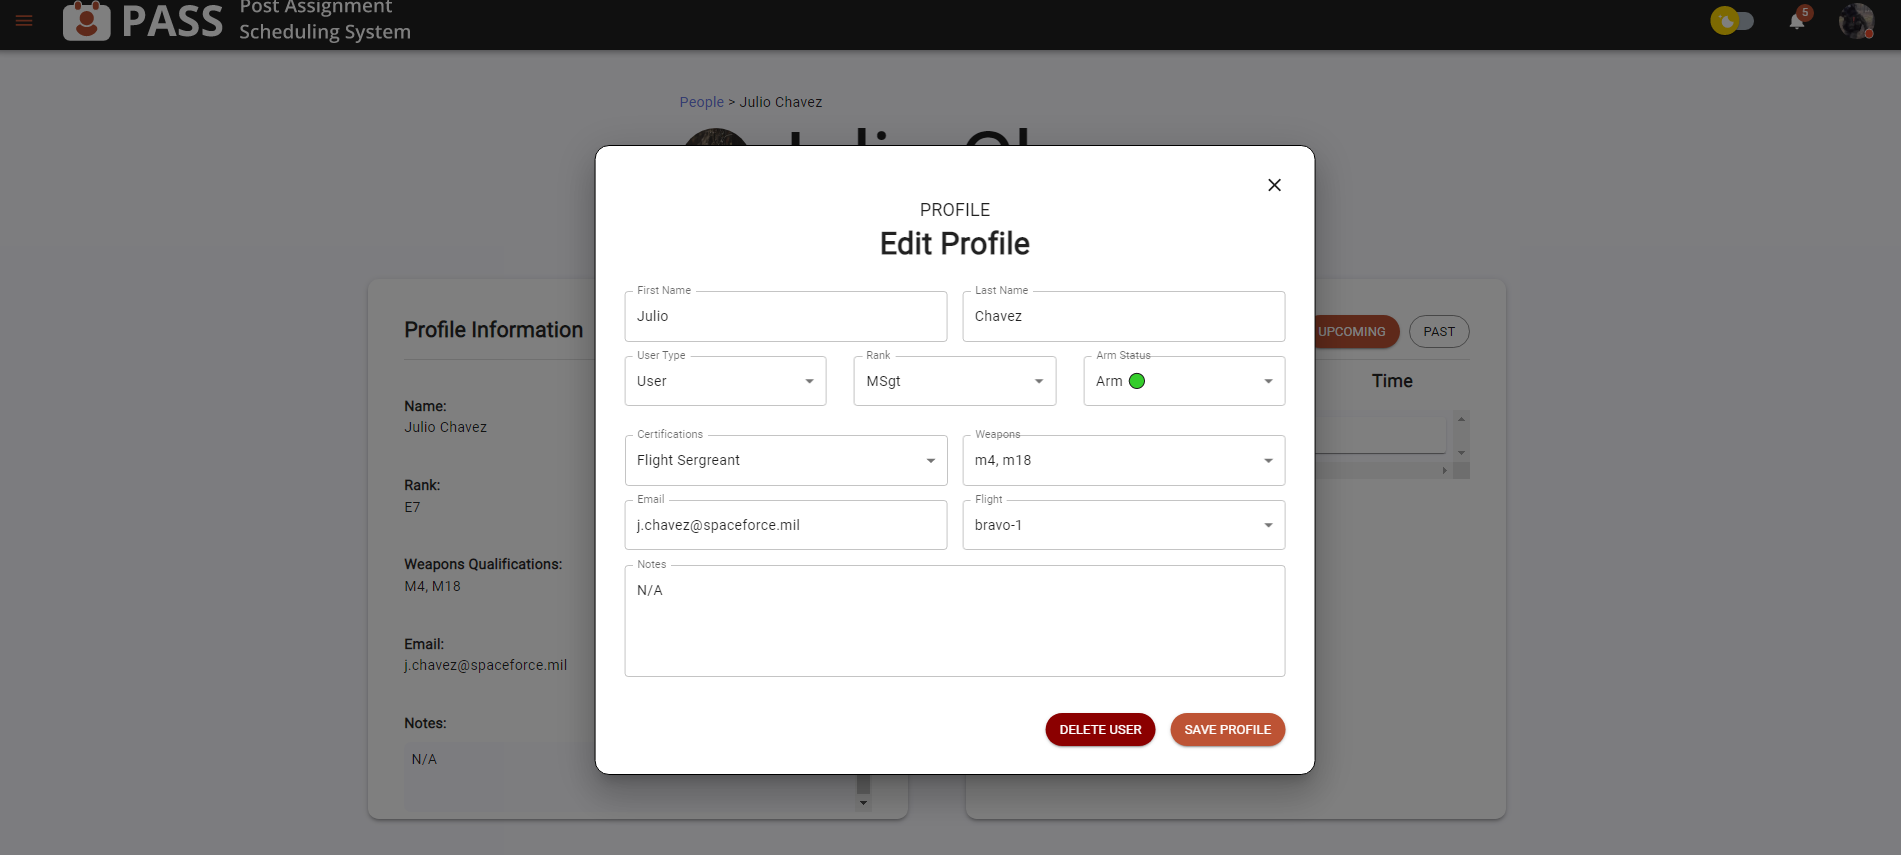 PASS
Post Assignment
Scheduling System
5
People > Julio Chavez
PROFILE
Edit Profile
First Name
Julio
Last Name
Chavez
User Type
User
Rank
MSgt
Arm Status
Arm
Certifications
Flight Sergreant
Weapons
m4, m18
Email
j.chavez@spaceforce.mil
Flight
bravo-1
Notes
N/A
DELETE USER
SAVE PROFILE
Profile Information
Name:
Julio Chavez
Rank:
E7
Weapons Qualifications:
M4, M18
Email:
j.chavez@spaceforce.mil
Notes:
N/A
UPCOMING
PAST
Time